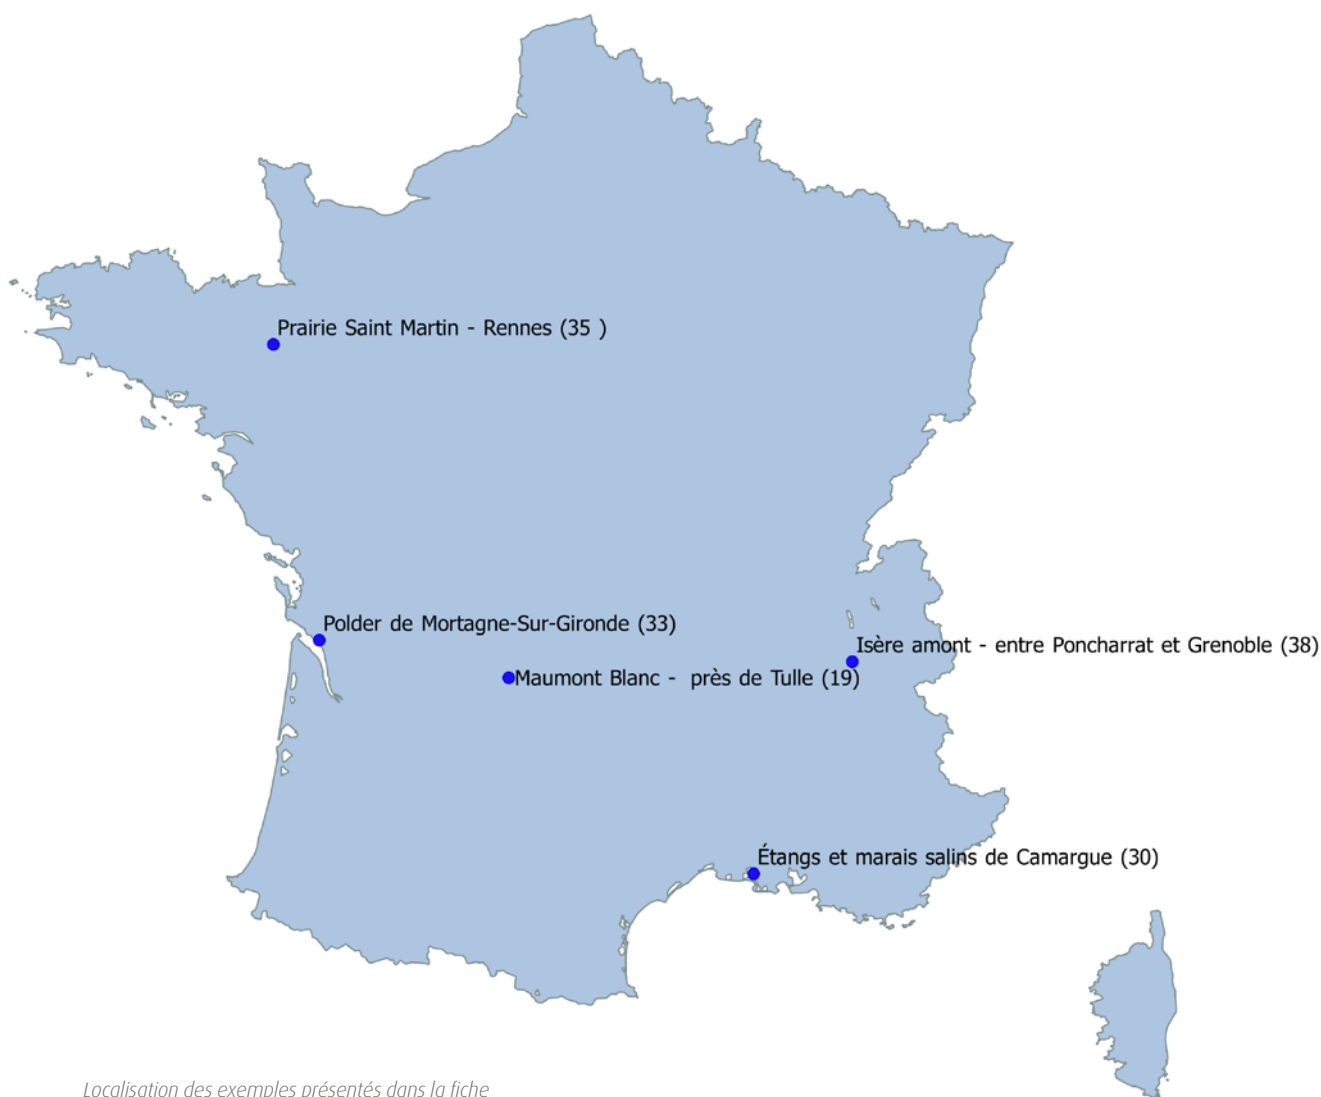 Prairie Saint Martin - Rennes (35 )
Polder de Mortagne-Sur-Gironde (33)
Isère amont - entre Poncharrat et Grenoble (38)
Maumont Blanc - près de Tulle (19)
Étangs et marais salins de Camargue (30)
Localisation des exemples présentés dans la fiche